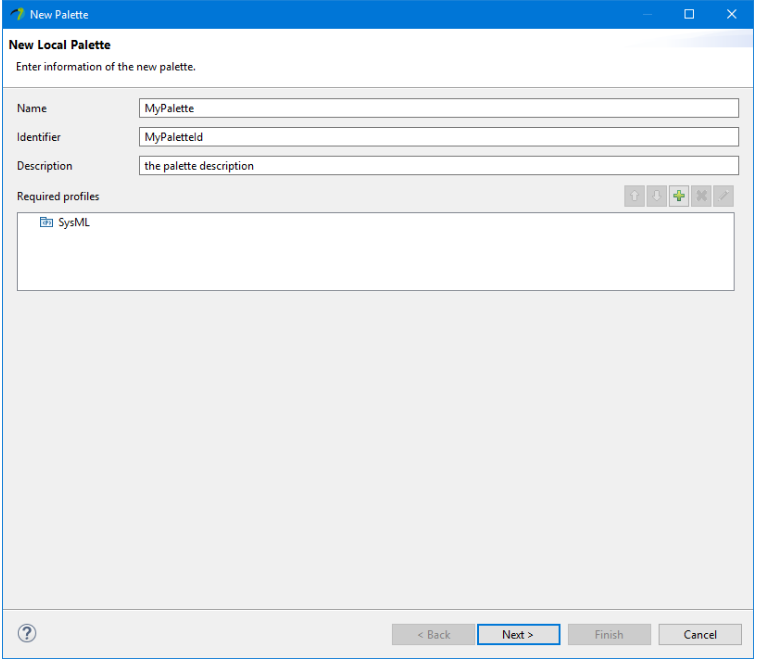 New Palette
New Local Palette
Enter information of the new palette.
Name MyPalette
Identifier MyPaletteId
Description the palette description
Required profiles
SysML
< Back Next > Finish Cancel